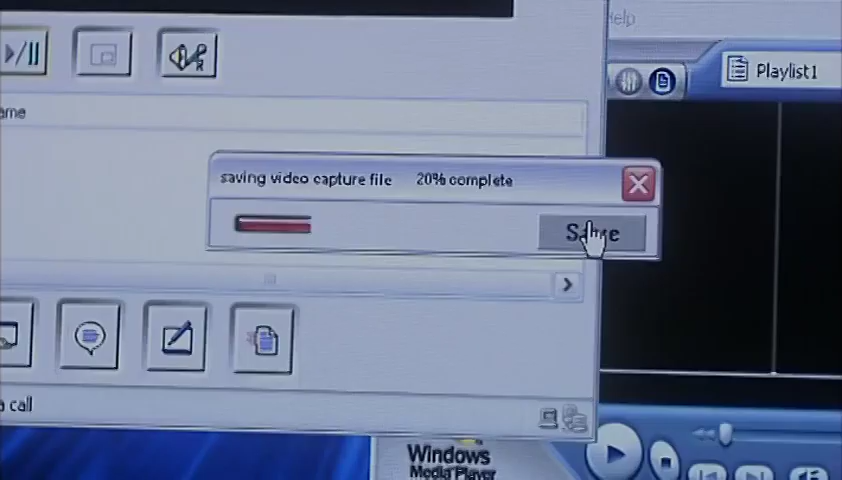 Help
Playlist1
ame
saving video capture file 20% complete
Save
a call
Windows
Media Player